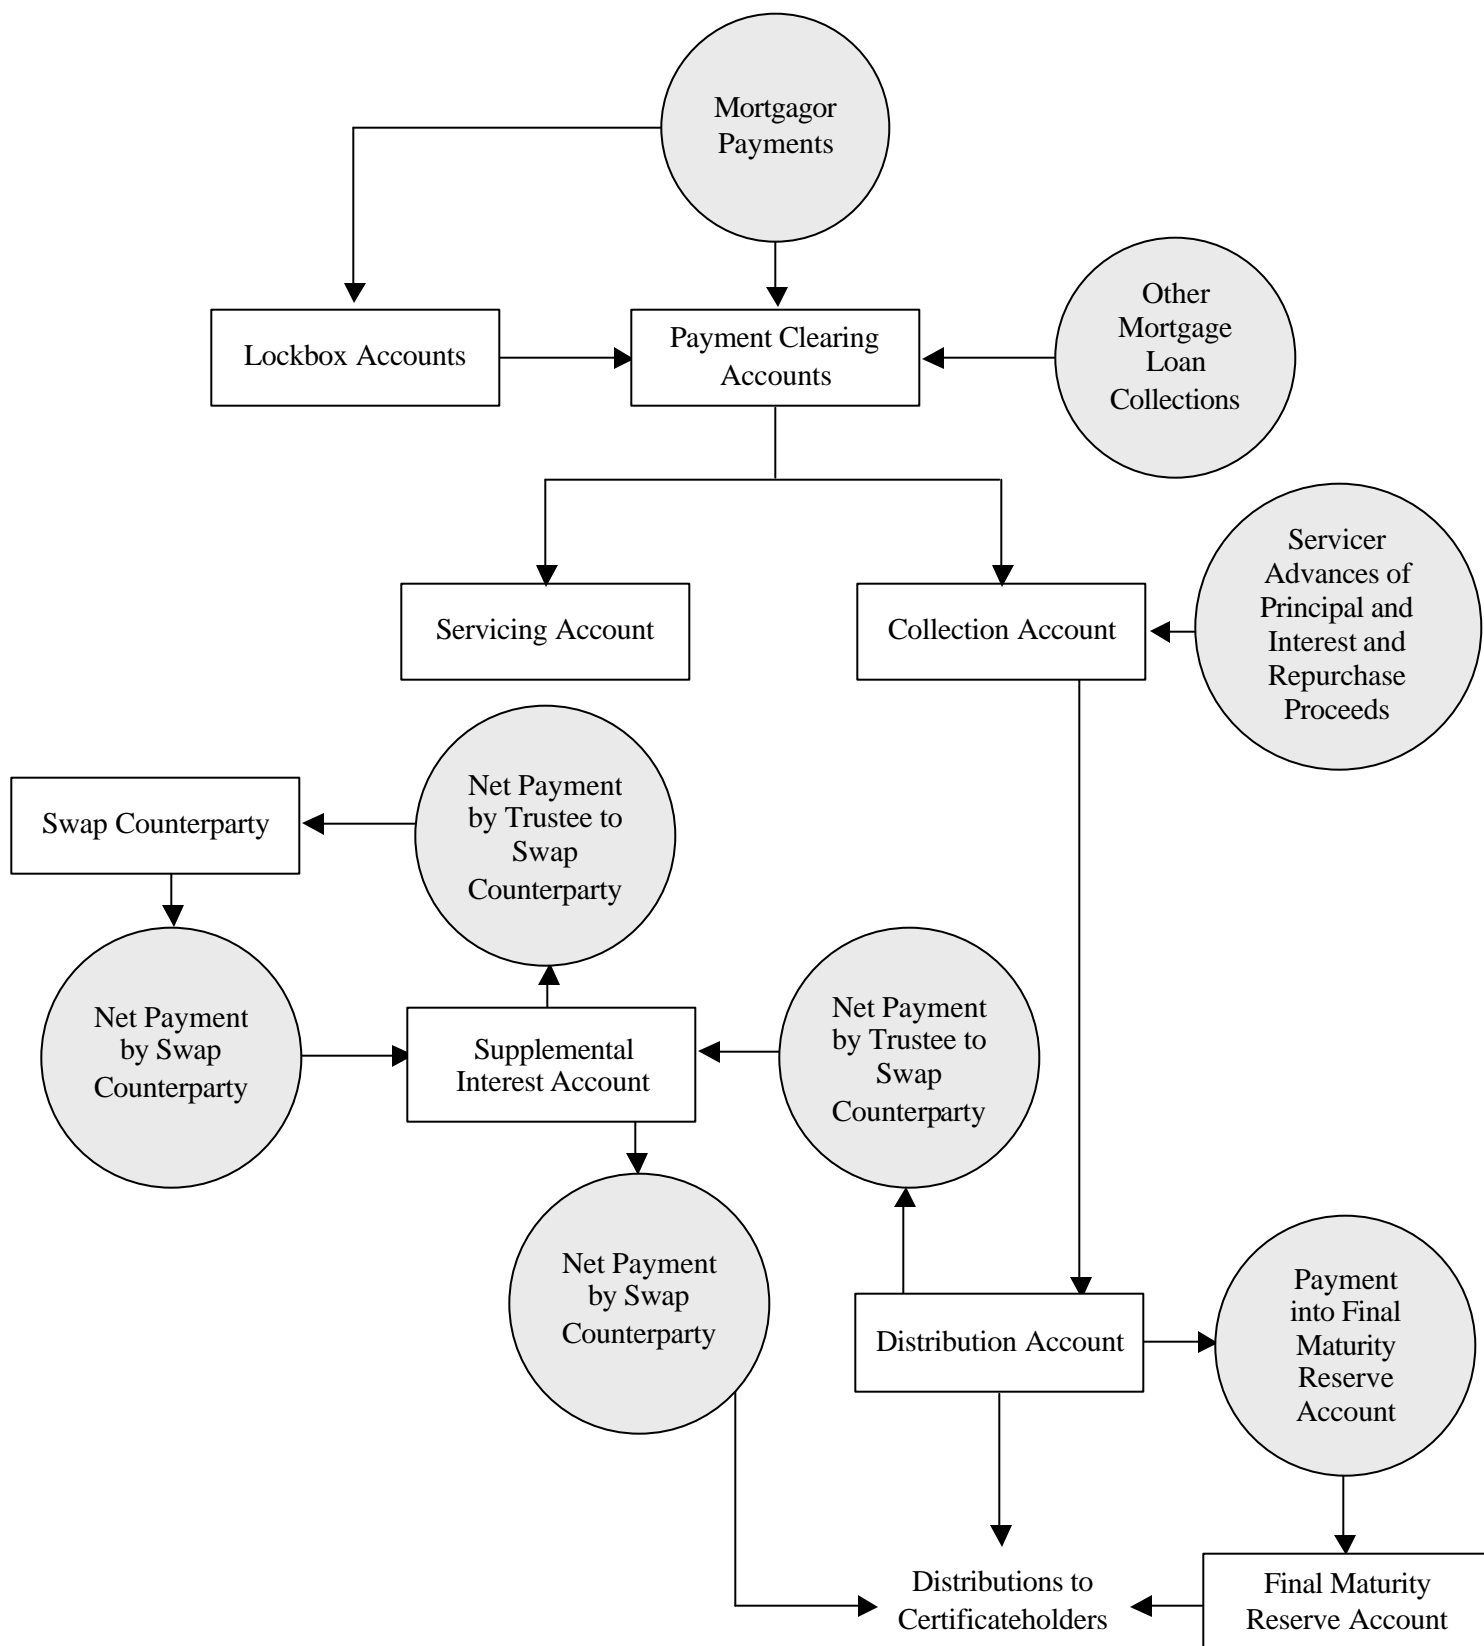 Mortgagor
Payments
Other
Mortgage
Loan
Collections
Lockbox Accounts
Payment Clearing
Accounts
Servicer
Advances of
Principal and
Interest and
Repurchase
Proceeds
Servicing Account
Collection Account
Net Payment
by Trustee to
Swap
Counterparty
Swap Counterparty
Net Payment
by Swap
Counterparty
Supplemental
Interest Account
Net Payment
by Trustee to
Swap
Counterparty
Net Payment
by Swap
Counterparty
Distribution Account
Payment
into Final
Maturity
Reserve
Account
Distributions to
Certificateholders
Final Maturity
Reserve Account